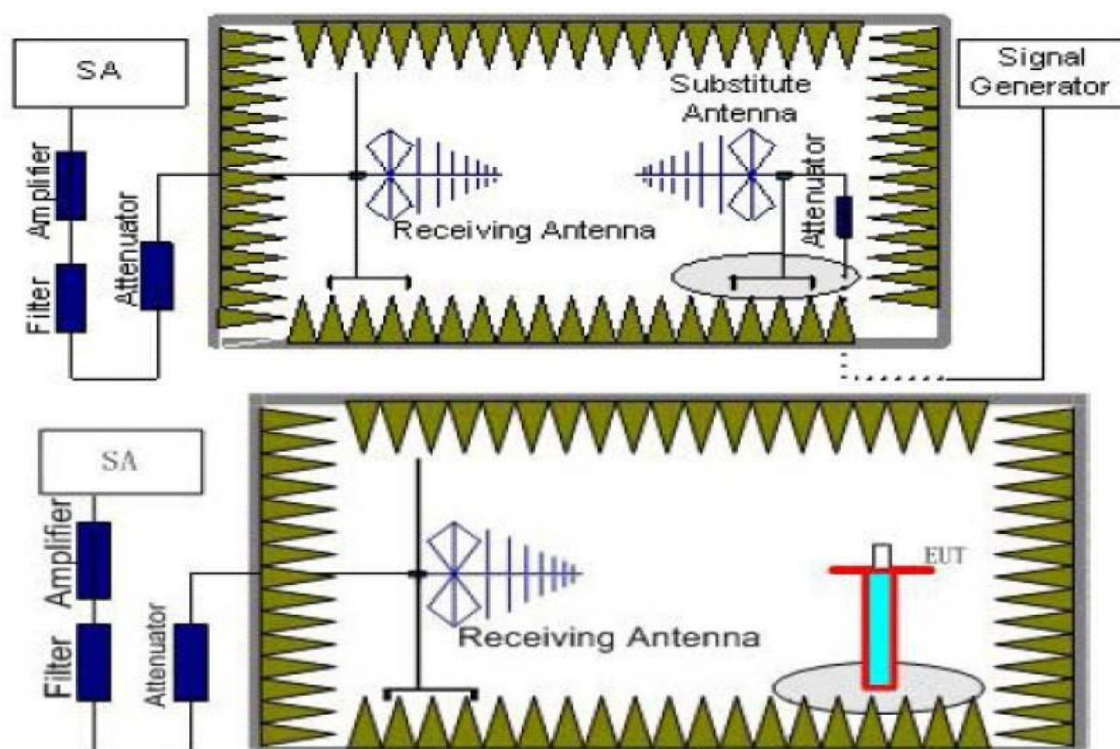 SA
Signal
Generator
Substitute
Antenna
Amplifier
Attenuator
Attenuator
Receiving Antenna
Filter
SA
Amplifier
EUT
Attenuator
Receiving Antenna
Filter